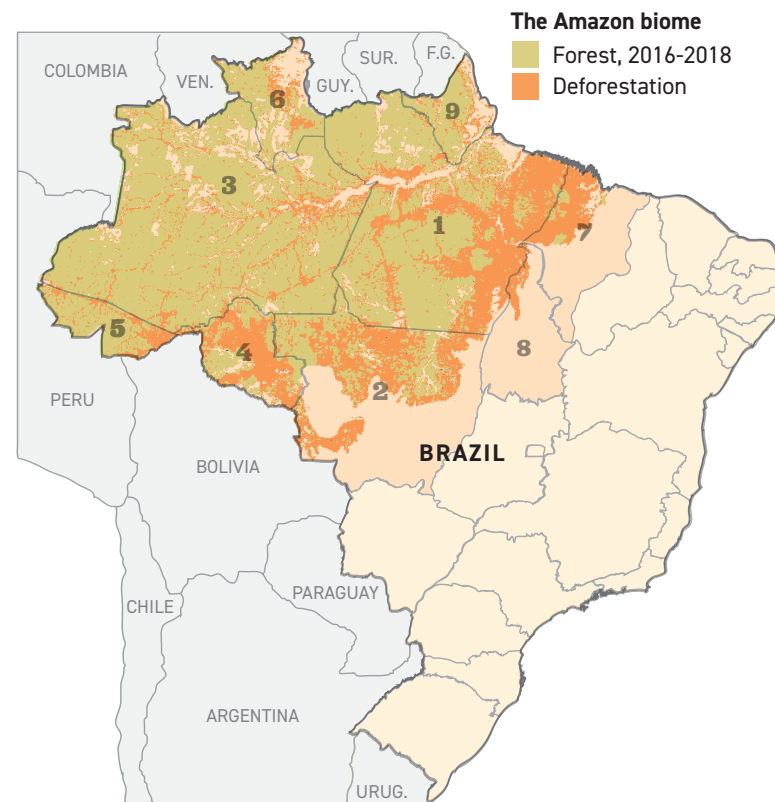 The Amazon biome
Forest, 2016-2018
Deforestation
COLOMBIA
VEN.
GUY.
SUR.
F.G.
6
9
3
1
7
5
4
8
2
PERU
BRAZIL
BOLIVIA
PARAGUAY
CHILE
ARGENTINA
URUG.